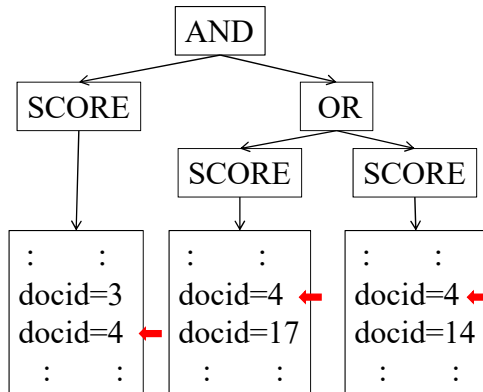 AND
SCORE
OR
SCORE
SCORE
: :
docid=3
docid=4
: :
: :
docid=4
docid=17
: :
: :
docid=4
docid=14
: :